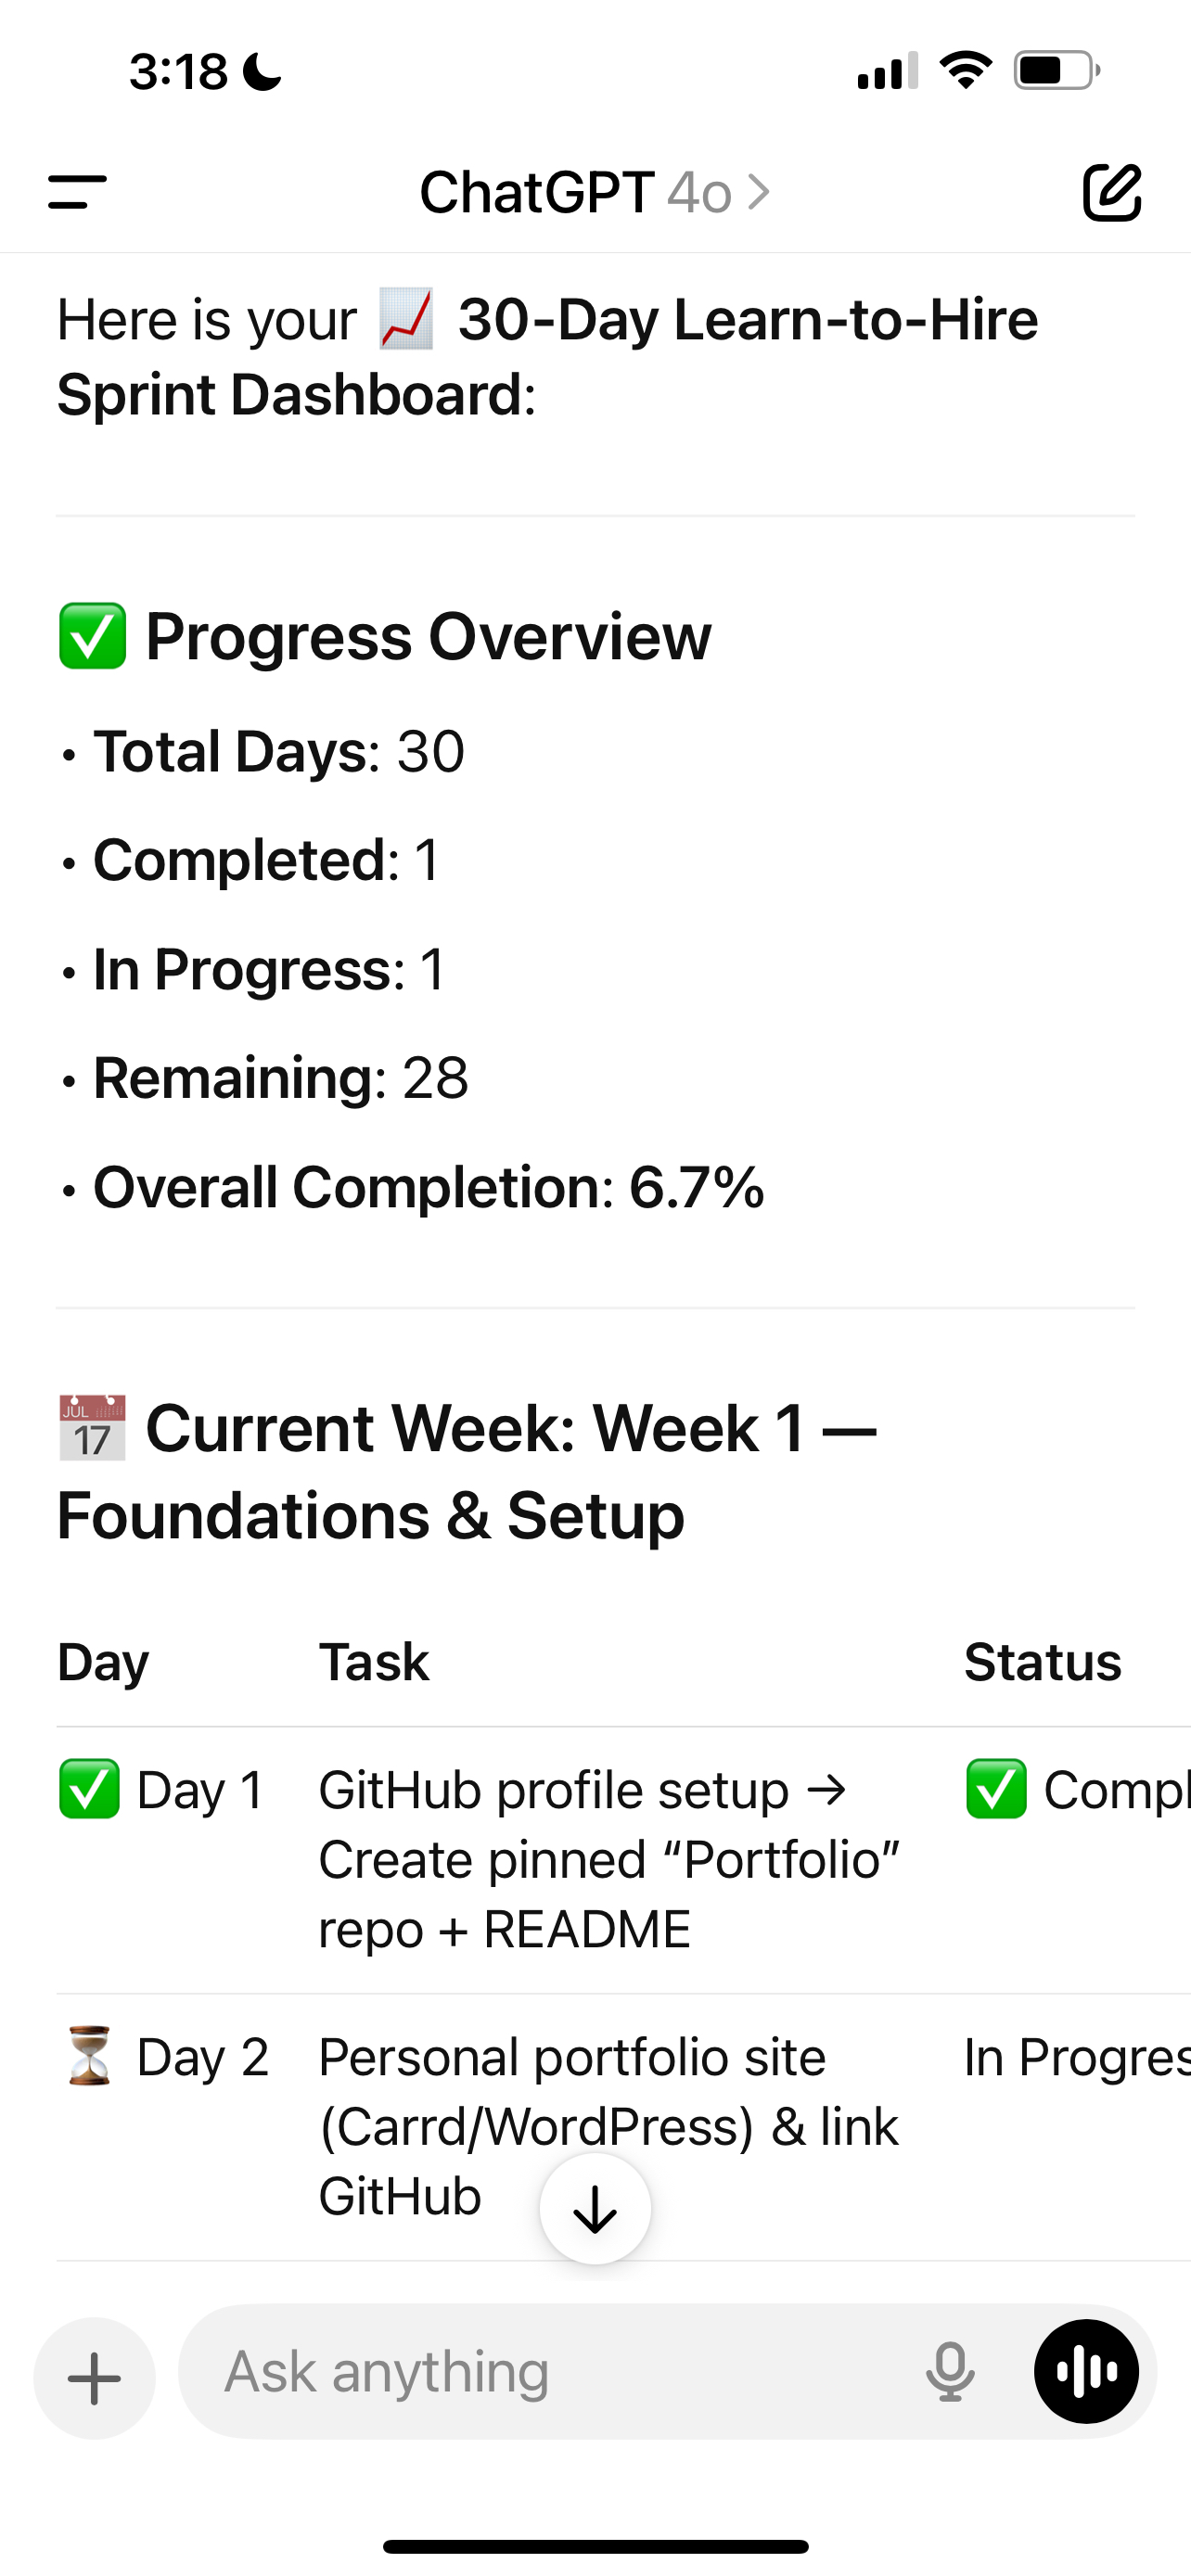 3:18
ChatGPT 4o >
Here is your 📈 30-Day Learn-to-Hire
Sprint Dashboard:
✅ Progress Overview
• Total Days: 30
• Completed: 1
• In Progress: 1
• Remaining: 28
• Overall Completion: 6.7%
JUL
17
Current Week: Week 1 —
Foundations & Setup
Day Task Status
✅ Day 1 GitHub profile setup → ✅ Compl
Create pinned “Portfolio”
repo + README
⏳ Day 2 Personal portfolio site In Progres
(Carrd/WordPress) & link
GitHub
Ask anything